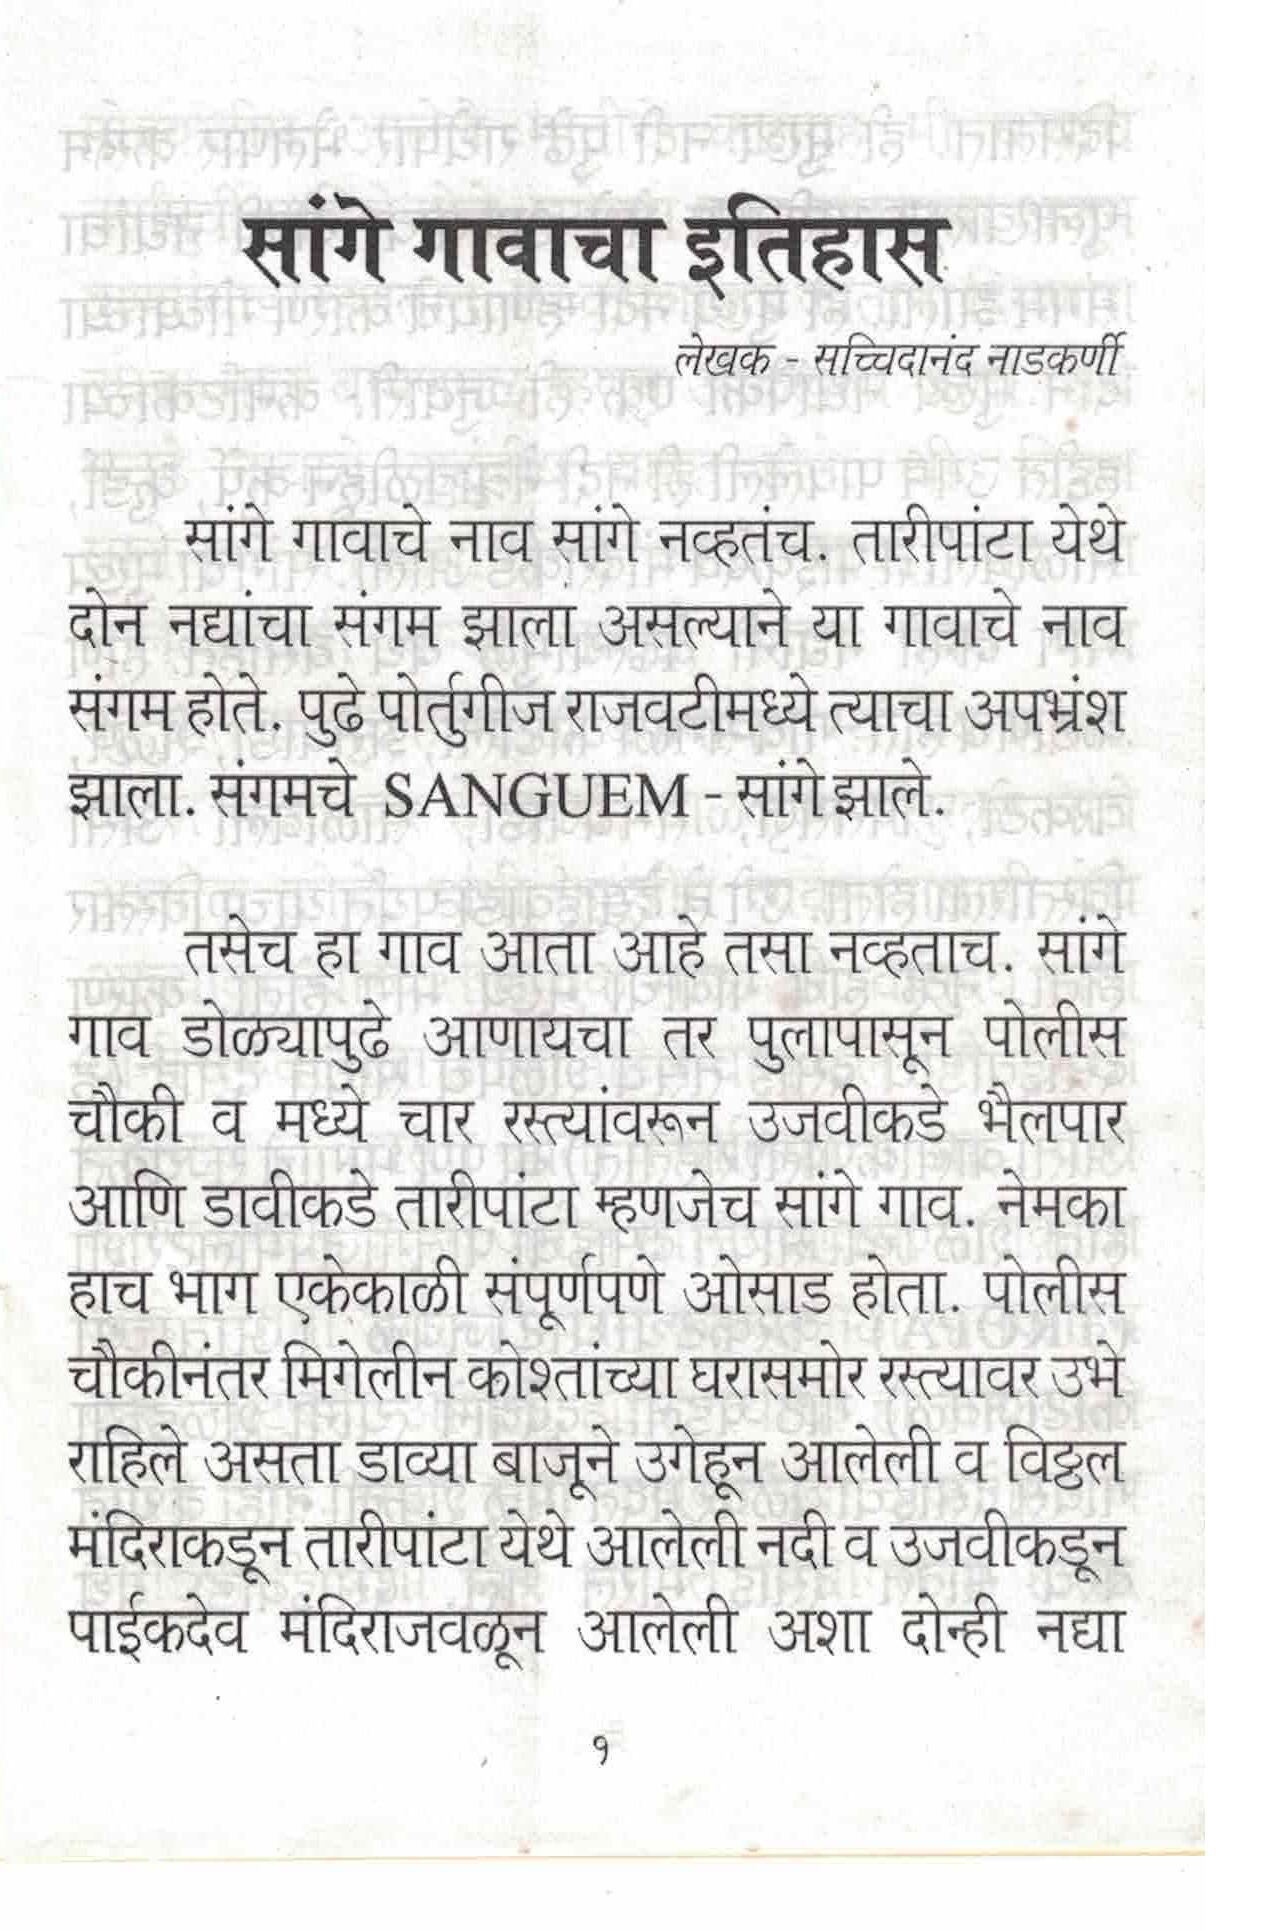 सांगे गावाचा इतिहास
लेखक - सच्चिदानंद नाडकर्णी
सांगे गावाचे नाव सांगे नव्हतंच. तारीपांटा येथे
दोन नद्यांचा संगम झाला असल्याने या गावाचे नाव
संगम होते. पुढे पोर्तुगीज राजवटीमध्ये त्याचा अपभ्रंश
झाला. संगमचे SANGUEM - सांगे झाले.
तसेच हा गाव आता आहे तसा नव्हताच. सांगे
गाव डोळ्यापुढे आणायचा तर पुलापासून पोलीस
चौकी व मध्ये चार रस्त्यांवरून उजवीकडे भैलपार
आणि डावीकडे तारीपांटा म्हणजेच सांगे गाव. नेमका
हाच भाग एकेकाळी संपूर्णपणे ओसाड होता. पोलीस
चौकीनंतर मिगेलीन कोश्तांच्या घरासमोर रस्त्यावर उभे
राहिले असता डाव्या बाजूने उगेहून आलेली व विठ्ठल
मंदिराकडून तारीपांटा येथे आलेली नदी व उजवीकडून
पाईकदेव मंदिराजवळून आलेली अशा दोन्ही नद्या
१